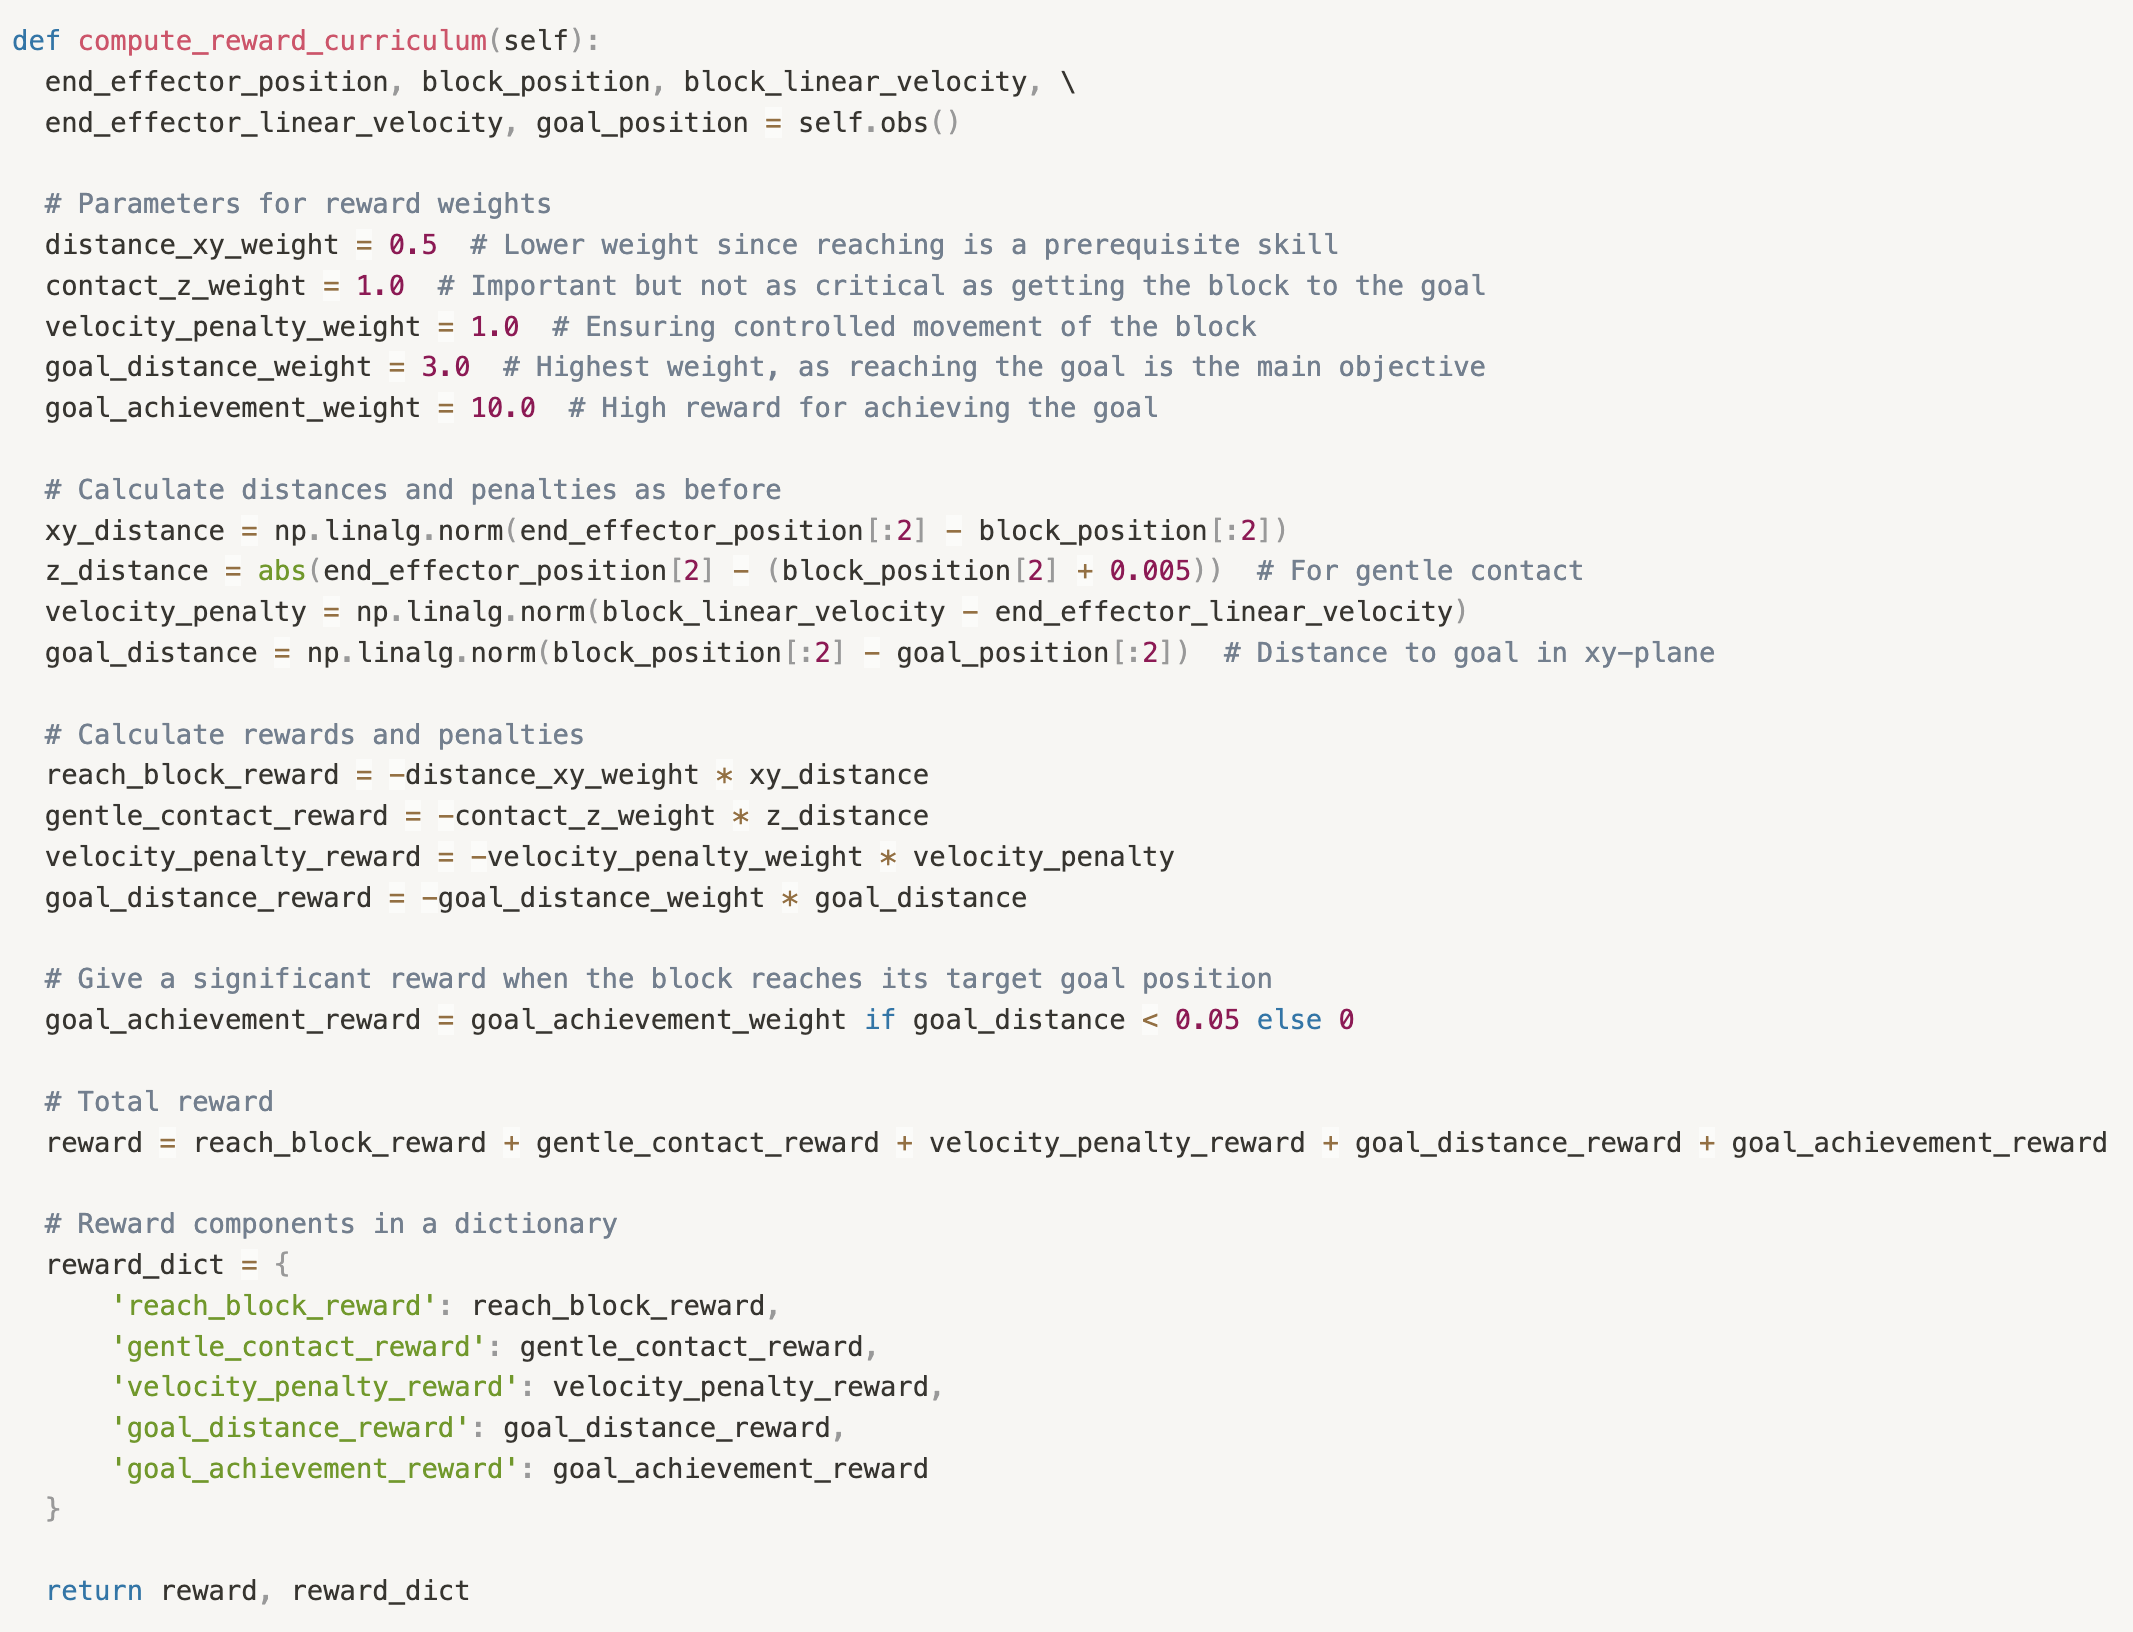 def compute_reward_curriculum(self):
  end_effector_position, block_position, block_linear_velocity, \
  end_effector_linear_velocity, goal_position = self.obs()

  # Parameters for reward weights
  distance_xy_weight = 0.5  # Lower weight since reaching is a prerequisite skill
  contact_z_weight = 1.0  # Important but not as critical as getting the block to the goal
  velocity_penalty_weight = 1.0  # Ensuring controlled movement of the block
  goal_distance_weight = 3.0  # Highest weight, as reaching the goal is the main objective
  goal_achievement_weight = 10.0  # High reward for achieving the goal

  # Calculate distances and penalties as before
  xy_distance = np.linalg.norm(end_effector_position[:2] - block_position[:2])
  z_distance = abs(end_effector_position[2] - (block_position[2] + 0.005))  # For gentle contact
  velocity_penalty = np.linalg.norm(block_linear_velocity - end_effector_linear_velocity)
  goal_distance = np.linalg.norm(block_position[:2] - goal_position[:2])  # Distance to goal in xy-plane

  # Calculate rewards and penalties
  reach_block_reward = -distance_xy_weight * xy_distance
  gentle_contact_reward = -contact_z_weight * z_distance
  velocity_penalty_reward = -velocity_penalty_weight * velocity_penalty
  goal_distance_reward = -goal_distance_weight * goal_distance

  # Give a significant reward when the block reaches its target goal position
  goal_achievement_reward = goal_achievement_weight if goal_distance < 0.05 else 0

  # Total reward
  reward = reach_block_reward + gentle_contact_reward + velocity_penalty_reward + goal_distance_reward + goal_achievement_reward

  # Reward components in a dictionary
  reward_dict = {
      'reach_block_reward': reach_block_reward,
      'gentle_contact_reward': gentle_contact_reward,
      'velocity_penalty_reward': velocity_penalty_reward,
      'goal_distance_reward': goal_distance_reward,
      'goal_achievement_reward': goal_achievement_reward
  }

  return reward, reward_dict